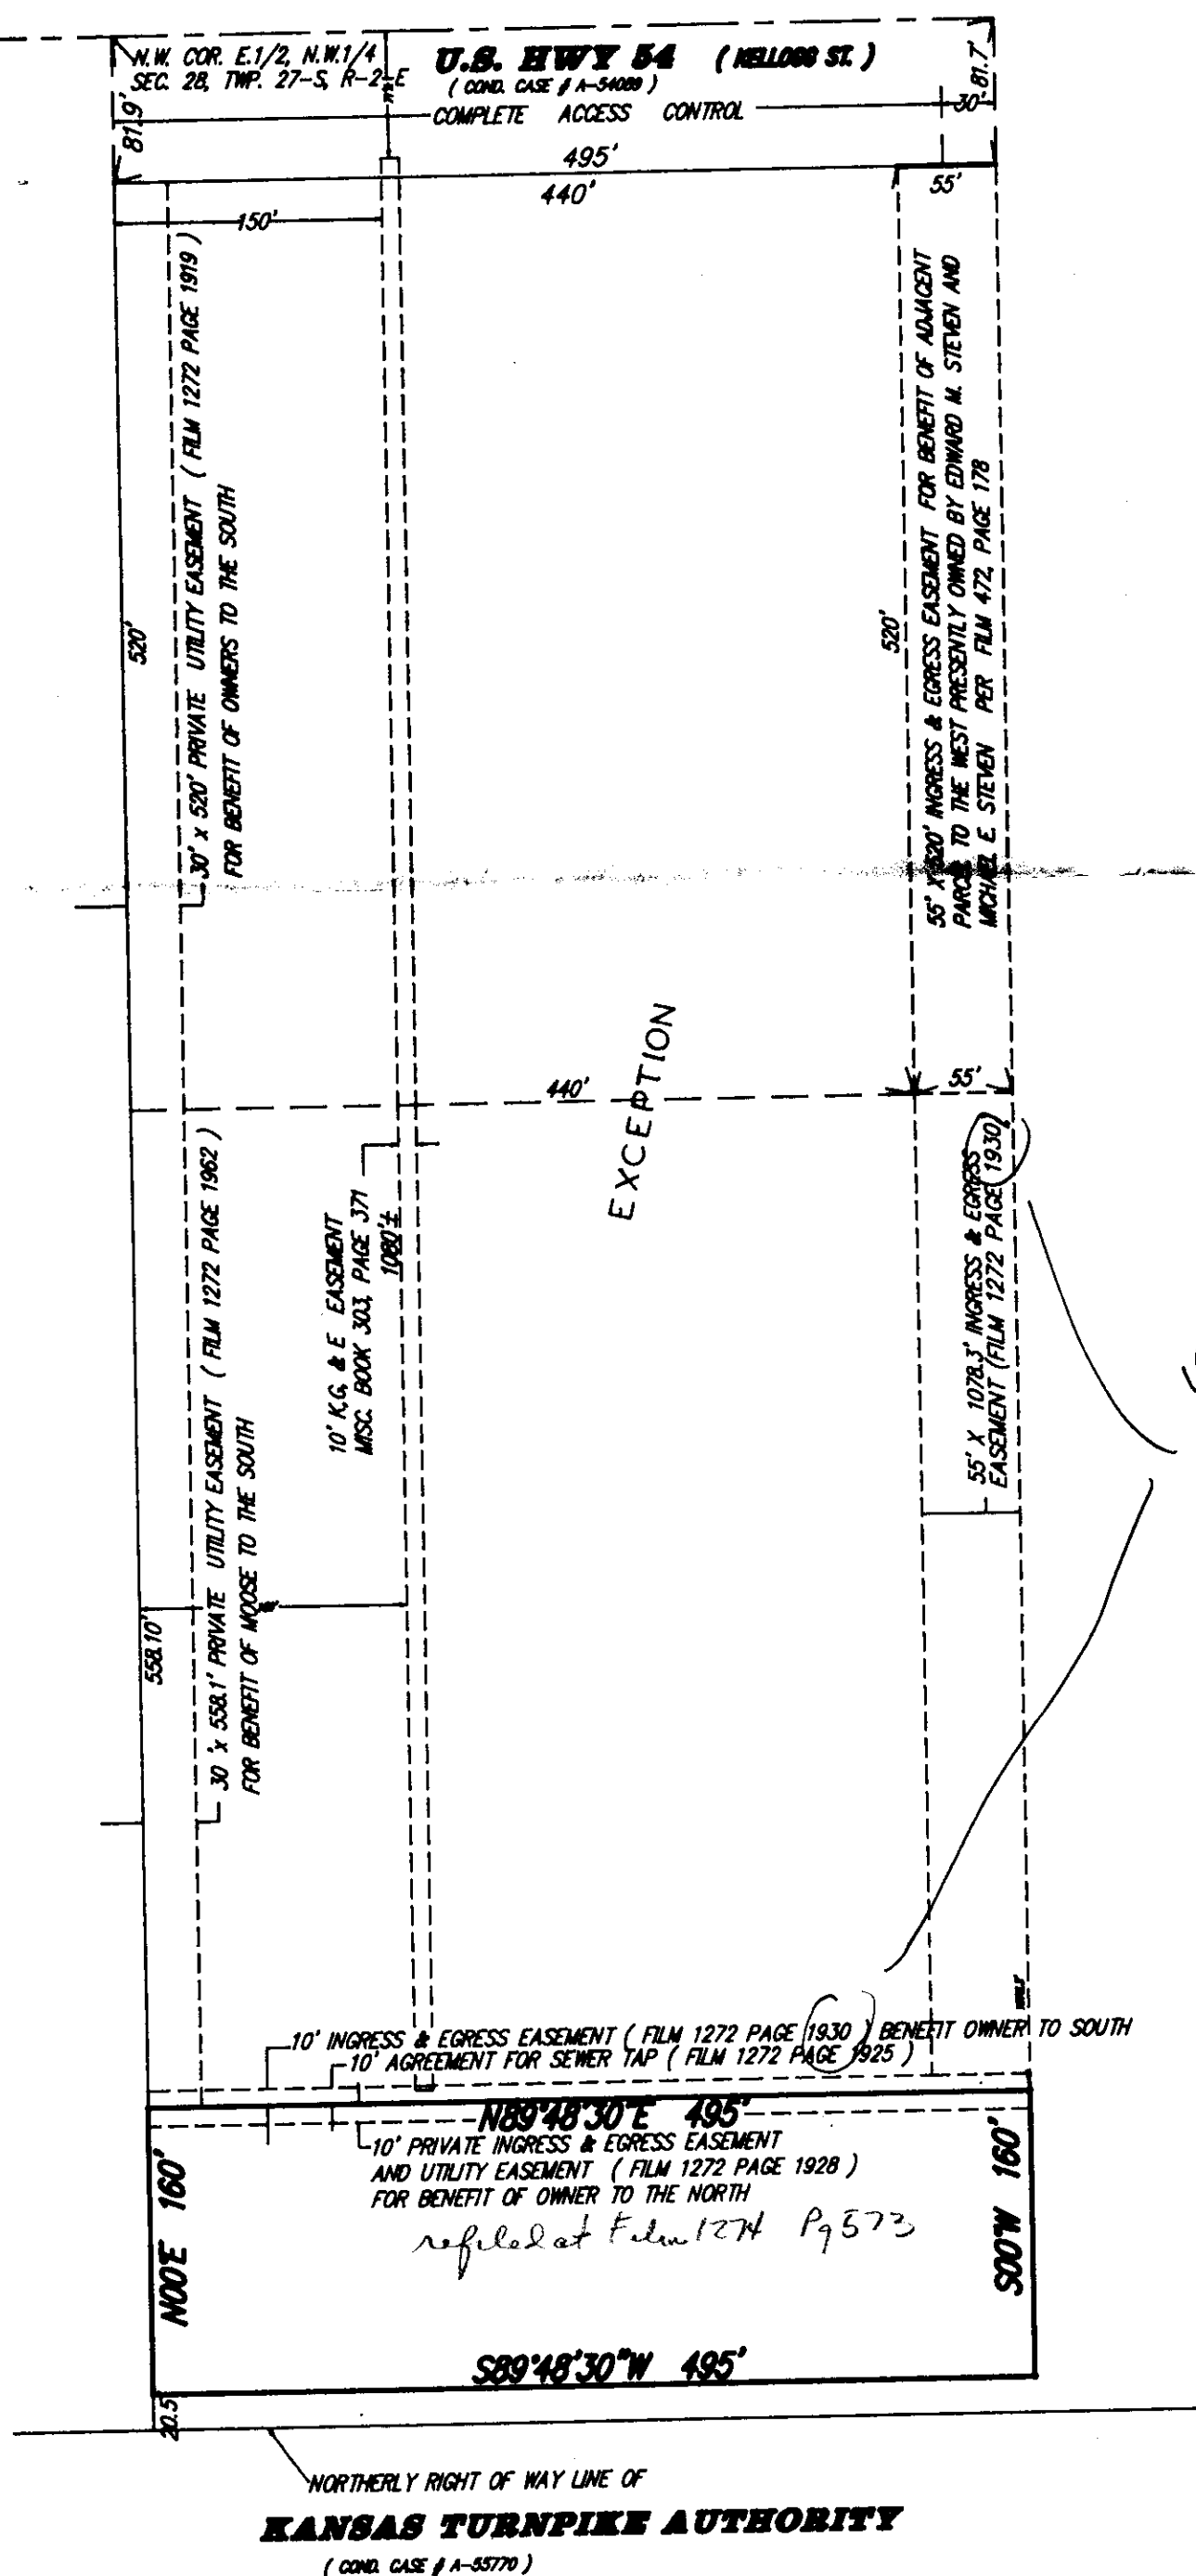 N.W. COR. E.1/2, N.W.1/4
SEC. 28, TWP. 27-S, R-2-E
U.S. HWY 54 ( KELLOGG ST. )
( COND. CASE # A-54089 )
COMPLETE ACCESS CONTROL
81.9'
30'
81.7'
495'
440'
55'
150'
520'
30' x 520' PRIVATE UTILITY EASEMENT ( FILM 1272 PAGE 1919 )
FOR BENEFIT OF OWNERS TO THE SOUTH
520'
55' X 520' INGRESS & EGRESS EASEMENT FOR BENEFIT OF ADJACENT
PARCEL TO THE WEST PRESENTLY OWNED BY EDWARD M. STEVEN AND
MICHAEL E. STEVEN PER FILM 472, PAGE 178
EXCEPTION
440'
55'
558.10'
30 'x 558.1' PRIVATE UTILITY EASEMENT ( FILM 1272 PAGE 1962 )
FOR BENEFIT OF MOOSE TO THE SOUTH
10' K.G. & E EASEMENT
MISC. BOOK 303, PAGE 371
1080'±
55' X 1078.3' INGRESS & EGRESS
EASEMENT (FILM 1272 PAGE 1930)
10' INGRESS & EGRESS EASEMENT ( FILM 1272 PAGE 1930 ) BENEFIT OWNER TO SOUTH
10' AGREEMENT FOR SEWER TAP ( FILM 1272 PAGE 1925 )
N89°48'30"E 495'
10' PRIVATE INGRESS & EGRESS EASEMENT
AND UTILITY EASEMENT ( FILM 1272 PAGE 1928 )
FOR BENEFIT OF OWNER TO THE NORTH
refiled at Film 1274 Pg 573
N00°E 160'
S00°W 160'
S89°48'30"W 495'
20.5'
NORTHERLY RIGHT OF WAY LINE OF
KANSAS TURNPIKE AUTHORITY
( COND. CASE # A-55770 )